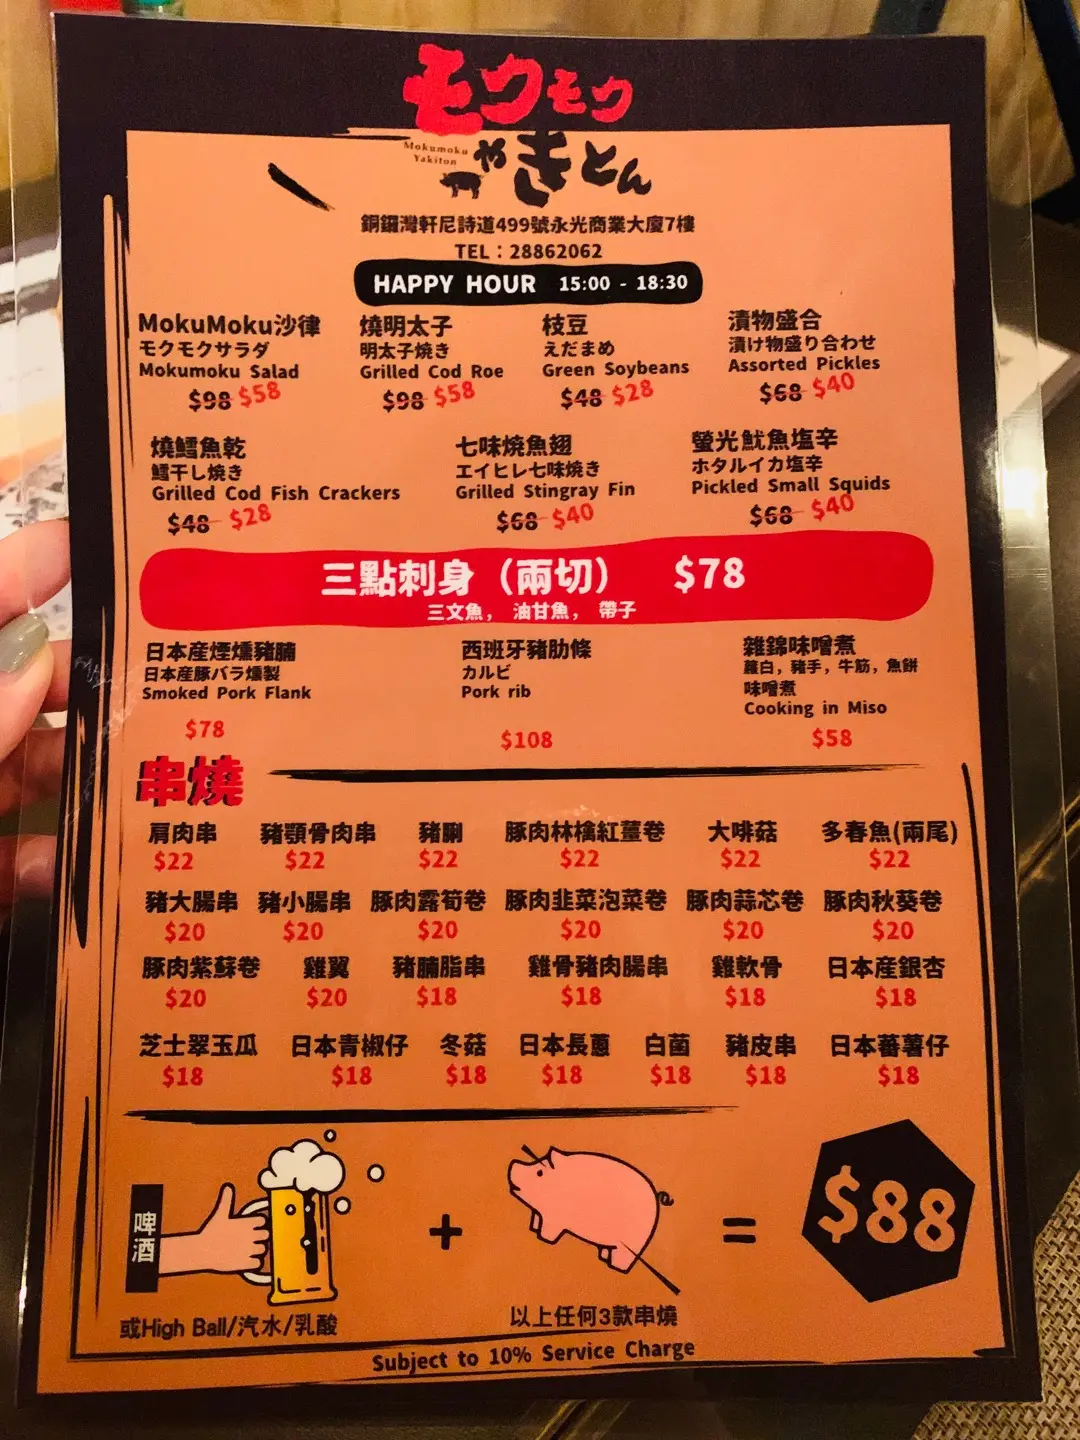 モクモク
Mokumoku
Yakiton
やきとん
銅鑼灣軒尼詩道499號永光商業大廈7樓
TEL：28862062
HAPPY HOUR 15:00 - 18:30
MokuMoku沙律 燒明太子 枝豆 漬物盛合
モクモクサラダ 明太子焼き えだまめ 漬け物盛り合わせ
Mokumoku Salad Grilled Cod Roe Green Soybeans Assorted Pickles
$98 $58 $98 $58 $48 $28 $68 $40
燒鱈魚乾 七味燒魚翅 螢光魷魚塩辛
鱈干し焼き エイヒレ七味焼き ホタルイカ塩辛
Grilled Cod Fish Crackers Grilled Stingray Fin Pickled Small Squids
$48 $28 $68 $40 $68 $40
三點刺身（兩切） $78
三文魚， 油甘魚， 帶子
日本産煙燻豬腩 西班牙豬肋條 雜錦味噌煮
日本産豚バラ燻製 カルビ 蘿白，豬手，牛筋，魚餅
味噌煮
Smoked Pork Flank Pork rib Cooking in Miso
$78 $108 $58
串燒
肩肉串 豬顎骨肉串 豬脷 豚肉林檎紅薑卷 大啡菇 多春魚(兩尾)
$22 $22 $22 $22 $22 $22
豬大腸串 豬小腸串 豚肉露筍卷 豚肉韭菜泡菜卷 豚肉蒜芯卷 豚肉秋葵卷
$20 $20 $20 $20 $20 $20
豚肉紫蘇卷 雞翼 豬腩脂串 雞骨豬肉腸串 雞軟骨 日本産銀杏
$20 $20 $18 $18 $18 $18
芝士翠玉瓜 日本青椒仔 冬菇 日本長蔥 白菌 豬皮串 日本蕃薯仔
$18 $18 $18 $18 $18 $18 $18
啤酒 + = $88
或High Ball/汽水/乳酸 以上任何3款串燒
Subject to 10% Service Charge